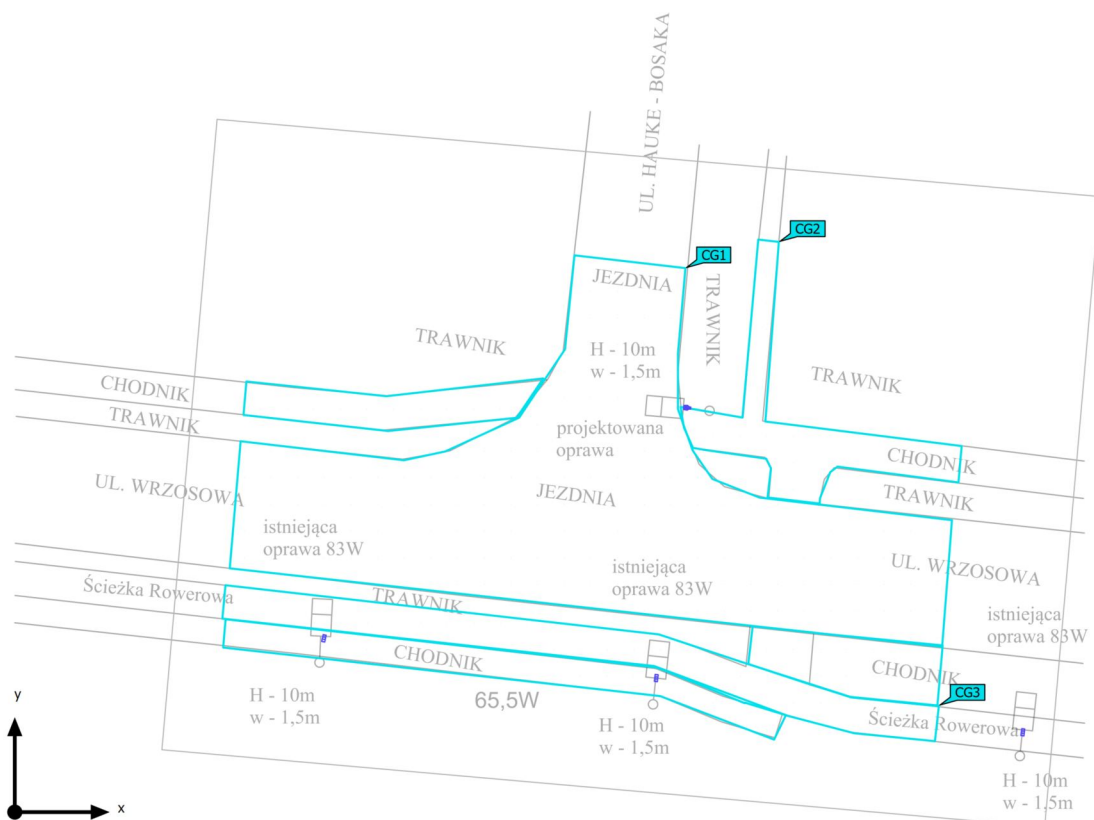 UL. HAUKE - BOSAKA
CG2
CG1
JEZDNIA
TRAWNIK
TRAWNIK
H - 10m
w - 1,5m
TRAWNIK
CHODNIK
TRAWNIK
projektowana
oprawa
CHODNIK
UL. WRZOSOWA
JEZDNIA
TRAWNIK
istniejąca
oprawa 83W
istniejąca
oprawa 83W
UL. WRZOSOWA
Ścieżka Rowerowa
TRAWNIK
istniejąca
oprawa 83W
CHODNIK
CHODNIK
CG3
H - 10m
w - 1,5m
65,5W
H - 10m
w - 1,5m
Ścieżka Rowerowa
H - 10m
w - 1,5m
y
x